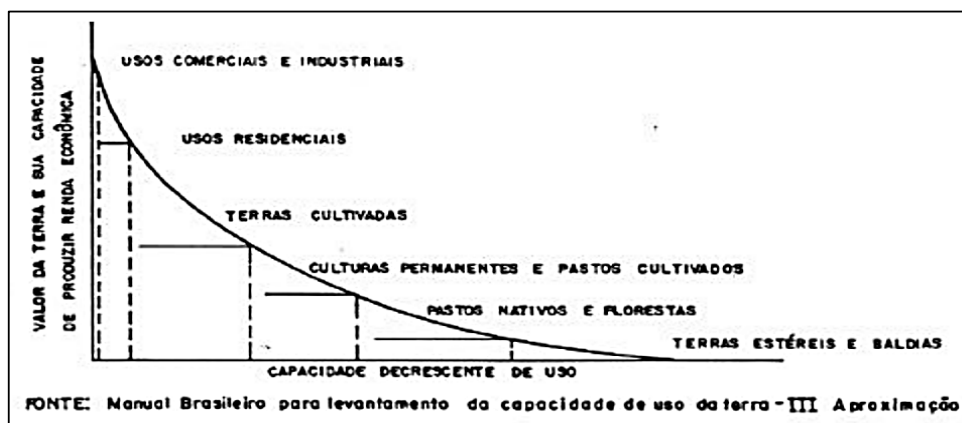 VALOR DA TERRA E SUA CAPACIDADE
DE PRODUZIR RENDA ECONÔMICA
USOS COMERCIAIS E INDUSTRIAIS
USOS RESIDENCIAIS
TERRAS CULTIVADAS
CULTURAS PERMANENTES E PASTOS CULTIVADOS
PASTOS NATIVOS E FLORESTAS
TERRAS ESTÉREIS E BALDIAS
CAPACIDADE DECRESCENTE DE USO
FONTE: Manual Brasileiro para levantamento da capacidade de uso da terra - III Aproximação